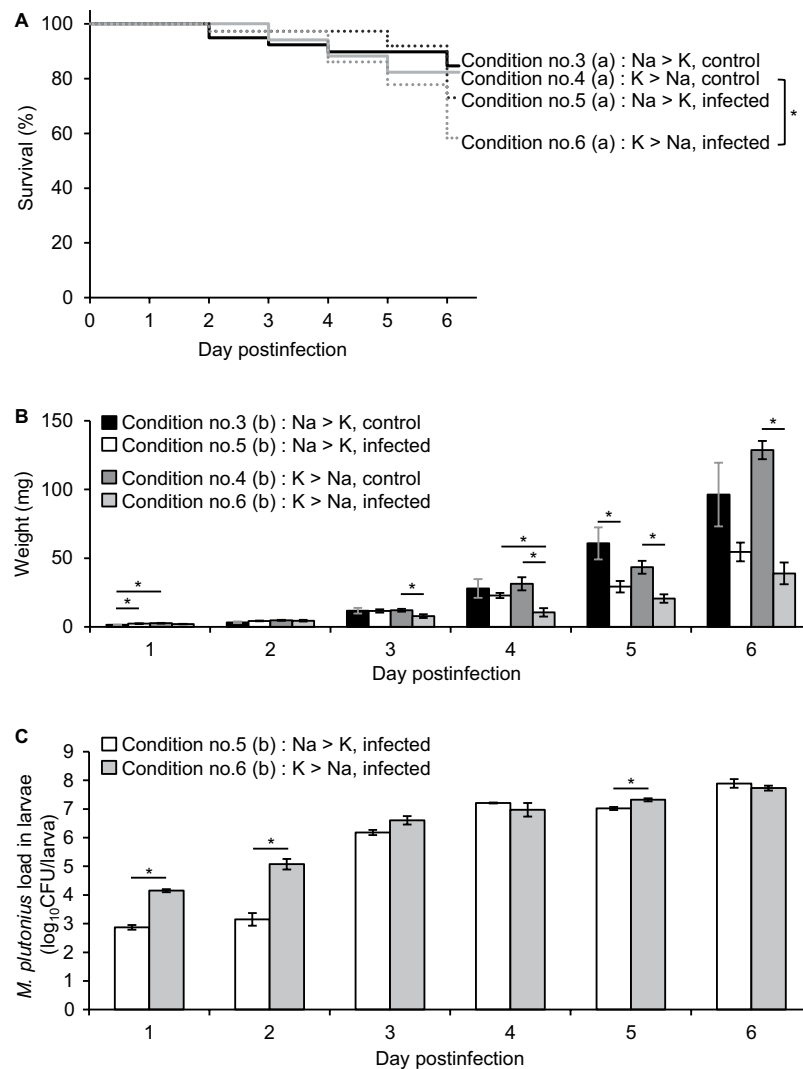 A
100
80
60
40
20
0
Survival (%)
0 1 2 3 4 5 6
Day postinfection
Condition no.3 (a) : Na > K, control
Condition no.4 (a) : K > Na, control
Condition no.5 (a) : Na > K, infected
Condition no.6 (a) : K > Na, infected
*
B
Condition no.3 (b) : Na > K, control
Condition no.5 (b) : Na > K, infected
Condition no.4 (b) : K > Na, control
Condition no.6 (b) : K > Na, infected
150
100
50
0
Weight (mg)
* * * * * * * *
1 2 3 4 5 6
Day postinfection
C
Condition no.5 (b) : Na > K, infected
Condition no.6 (b) : K > Na, infected
9
8
7
6
5
4
3
2
1
0
M. plutonius load in larvae
(log₁₀CFU/larva)
* * *
1 2 3 4 5 6
Day postinfection